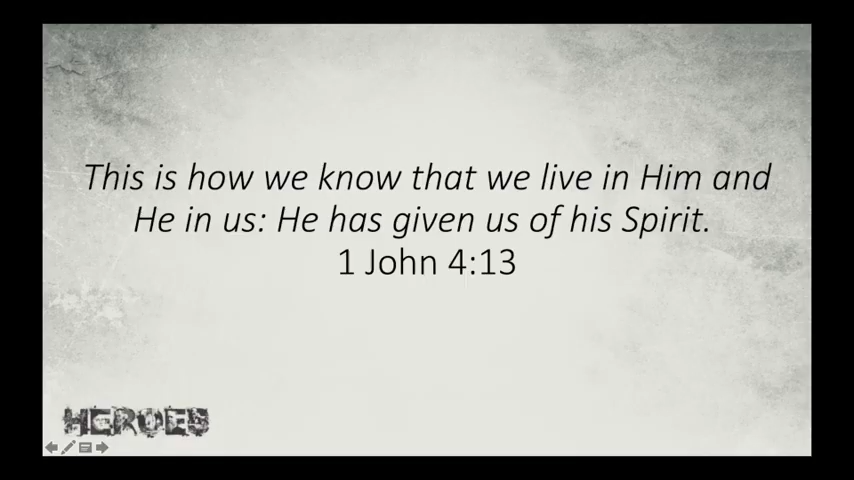 This is how we know that we live in Him and
He in us: He has given us of his Spirit.
1 John 4:13
HEROES